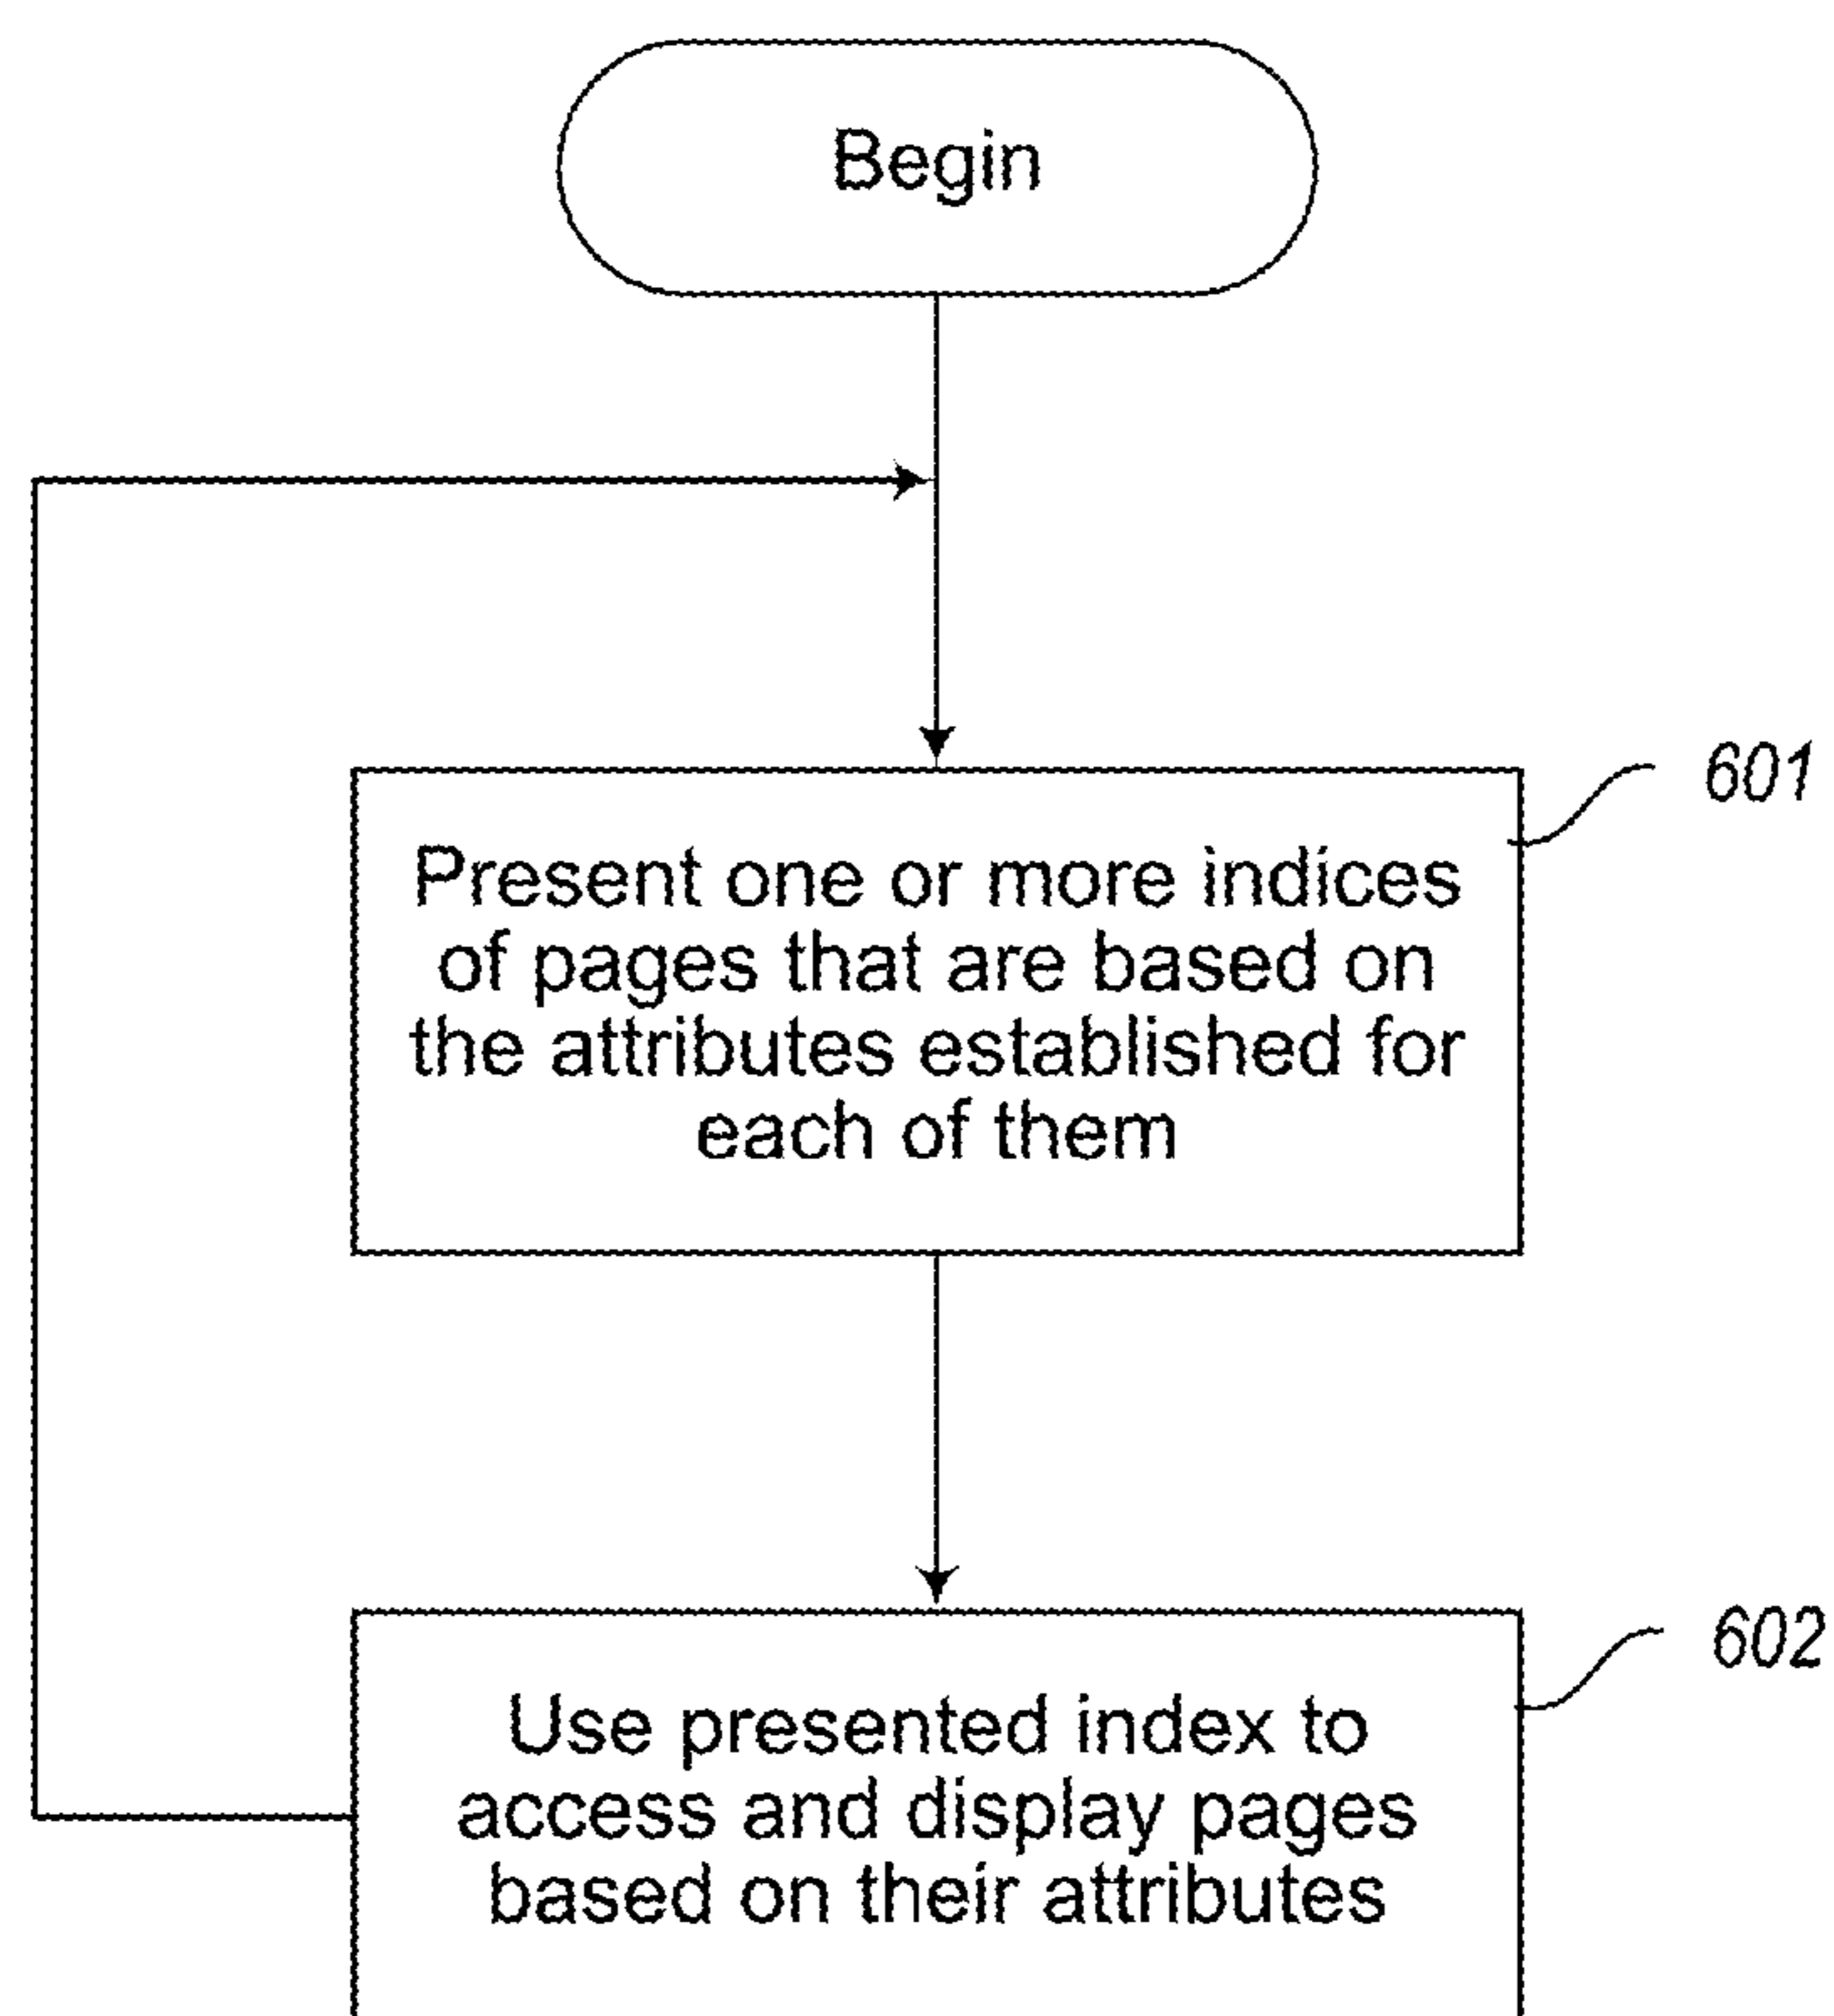 Begin
601
Present one or more indices
of pages that are based on
the attributes established for
each of them
602
Use presented index to
access and display pages
based on their attributes